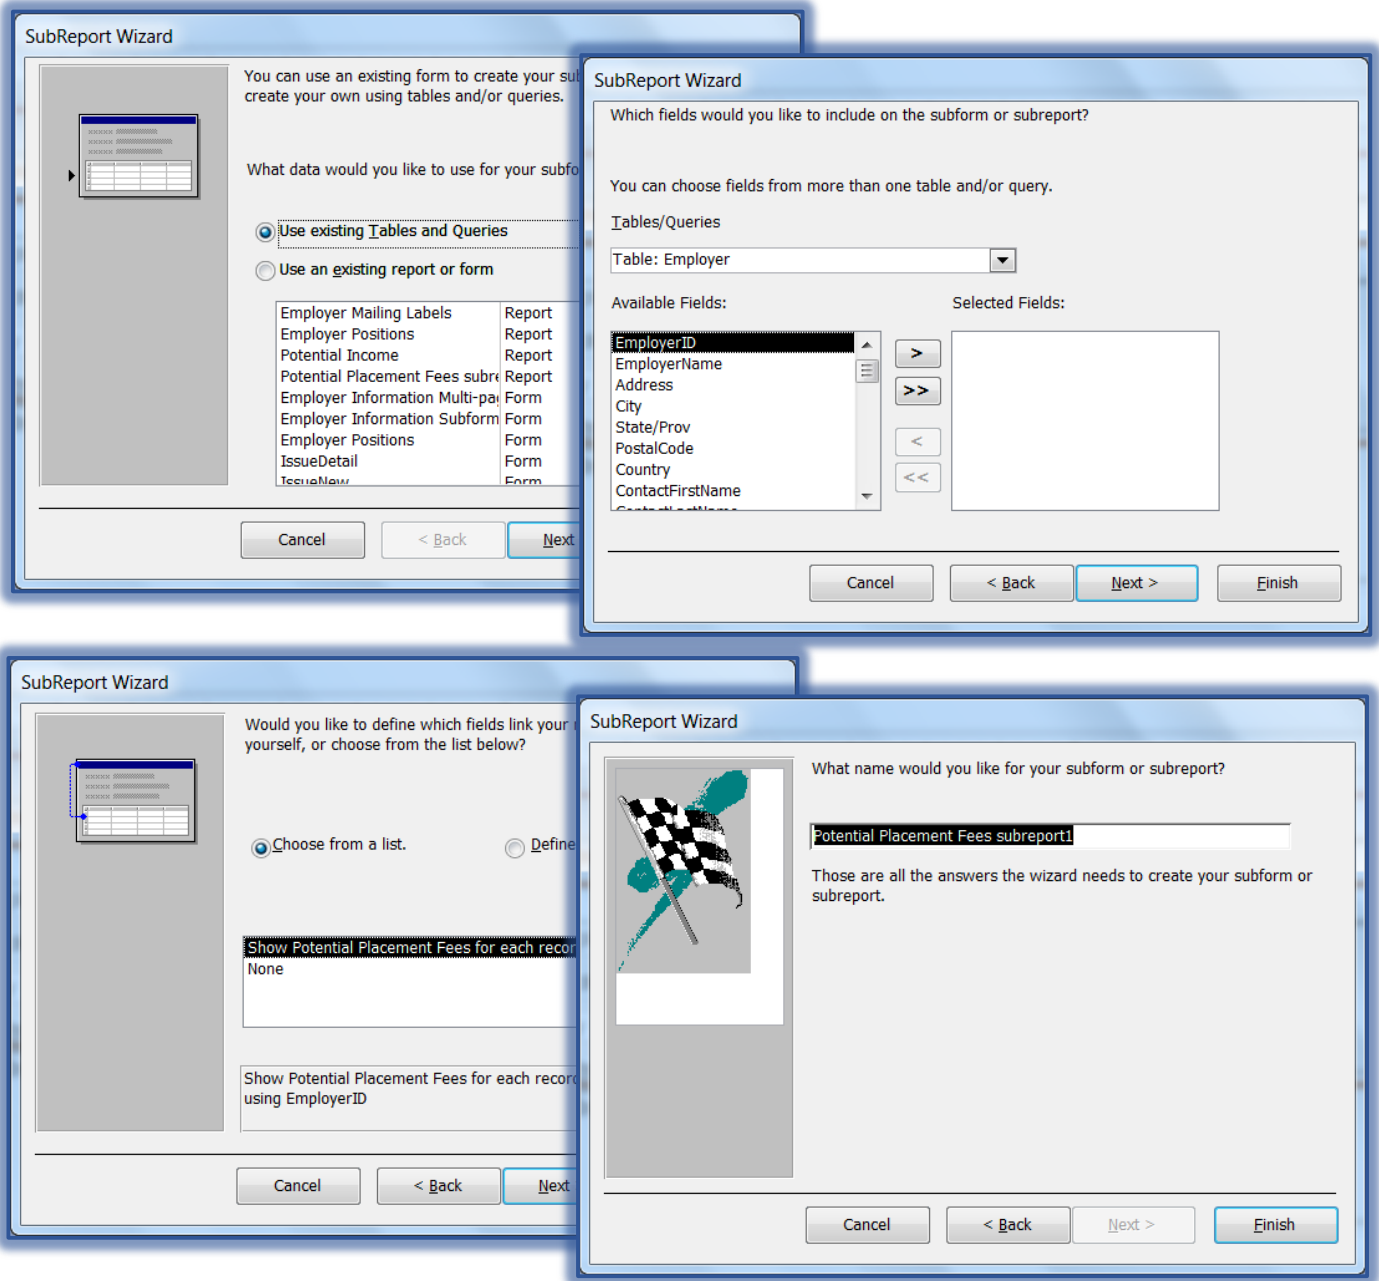 SubReport Wizard
You can use an existing form to create your su
create your own using tables and/or queries.
What data would you like to use for your subfo
Use existing Tables and Queries
Use an existing report or form
Employer Mailing Labels Report
Employer Positions Report
Potential Income Report
Potential Placement Fees subre Report
Employer Information Multi-pa Form
Employer Information Subform Form
Employer Positions Form
IssueDetail Form
IssueNew Form
Cancel < Back Next
SubReport Wizard
Which fields would you like to include on the subform or subreport?
You can choose fields from more than one table and/or query.
Tables/Queries
Table: Employer
Available Fields: Selected Fields:
EmployerID
EmployerName
Address
City
State/Prov
PostalCode
Country
ContactFirstName
ContactLastName
>
>>
<
<<
Cancel < Back Next > Finish
SubReport Wizard
Would you like to define which fields link your
yourself, or choose from the list below?
Choose from a list. Define
Show Potential Placement Fees for each recor
None
Show Potential Placement Fees for each recor
using EmployerID
Cancel < Back Next
SubReport Wizard
What name would you like for your subform or subreport?
Potential Placement Fees subreport1
Those are all the answers the wizard needs to create your subform or
subreport.
Cancel < Back Next > Finish